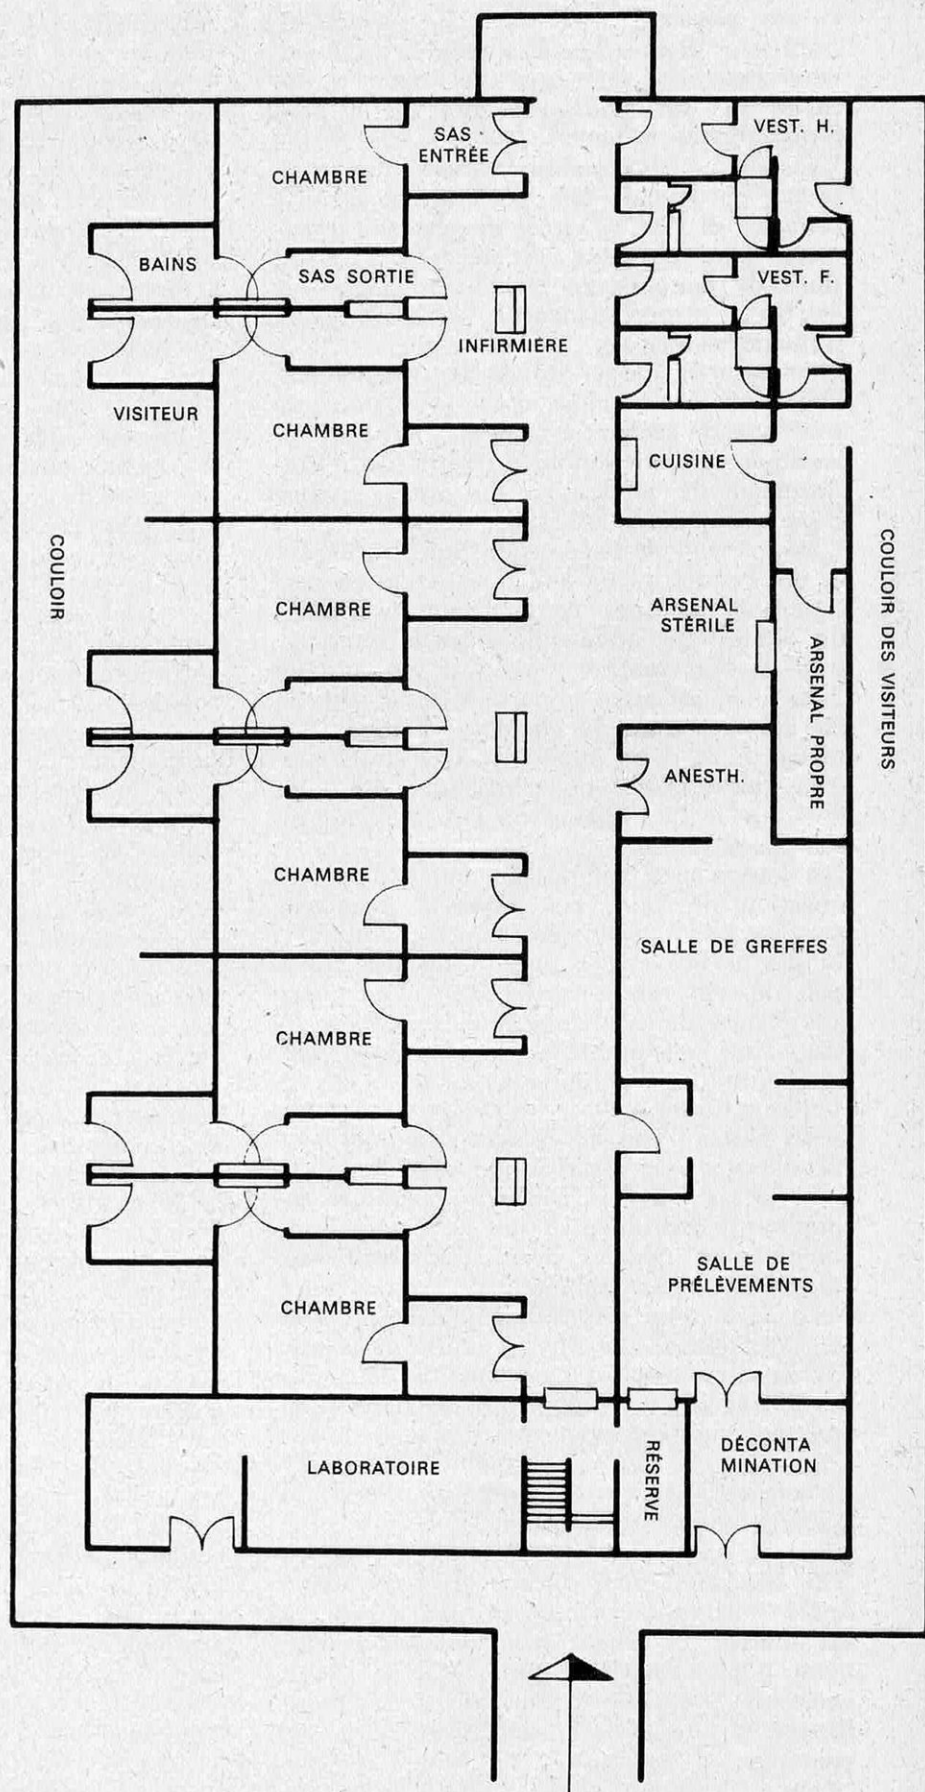 VEST. H.
SAS
ENTRÉE
CHAMBRE
BAINS
SAS SORTIE
VEST. F.
INFIRMIÈRE
VISITEUR
CHAMBRE
CUISINE
COULOIR
CHAMBRE
ARSENAL
STÉRILE
ARSENAL PROPRE
COULOIR DES VISITEURS
ANESTH.
CHAMBRE
SALLE DE GREFFES
CHAMBRE
SALLE DE
PRÉLÈVEMENTS
CHAMBRE
LABORATOIRE
RÉSERVE
DÉCONTA
MINATION